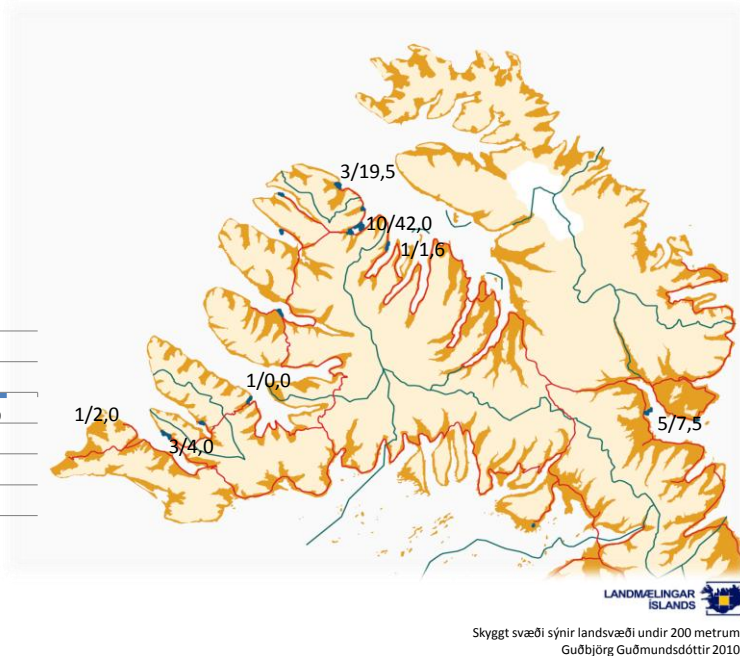 3/19,5
10/42,0
1/1,6
1/0,0
1/2,0
3/4,0
5/7,5
LANDMÆLINGAR
ÍSLANDS
Skyggt svæði sýnir landsvæði undir 200 metrum
Guðbjörg Guðmundsdóttir 2010